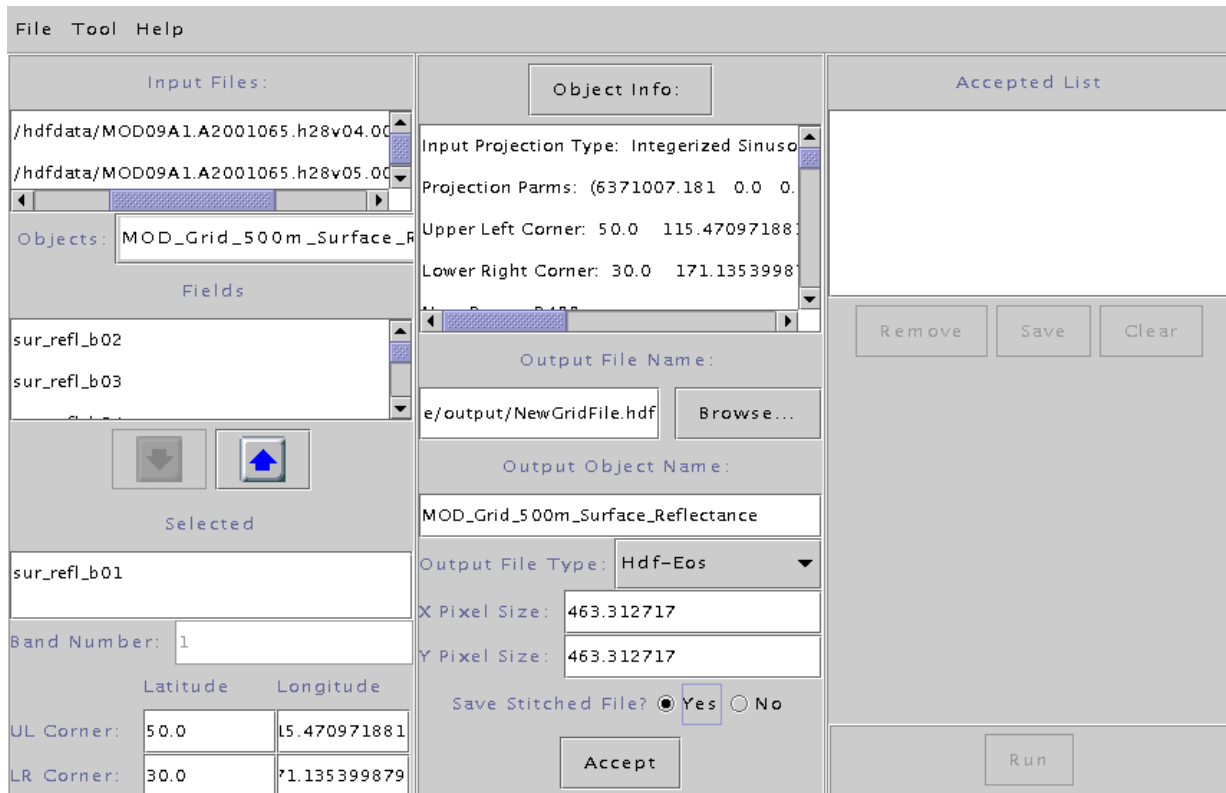 File Tool Help
Input Files:
/hdfdata/MOD09A1.A2001065.h28v04.00
/hdfdata/MOD09A1.A2001065.h28v05.00
Objects: MOD_Grid_500m_Surface_R
Fields
sur_refl_b02
sur_refl_b03
Selected
sur_refl_b01
Band Number: 1
Latitude Longitude
UL Corner: 50.0 15.470971881
LR Corner: 30.0 71.135399879
Object Info:
Input Projection Type: Integerized Sinuso
Projection Parms: (6371007.181 0.0 0.
Upper Left Corner: 50.0 115.470971881
Lower Right Corner: 30.0 171.13539987
Output File Name:
e/output/NewGridFile.hdf Browse...
Output Object Name:
MOD_Grid_500m_Surface_Reflectance
Output File Type: Hdf-Eos
X Pixel Size: 463.312717
Y Pixel Size: 463.312717
Save Stitched File? Yes No
Accept
Accepted List
Remove Save Clear
Run